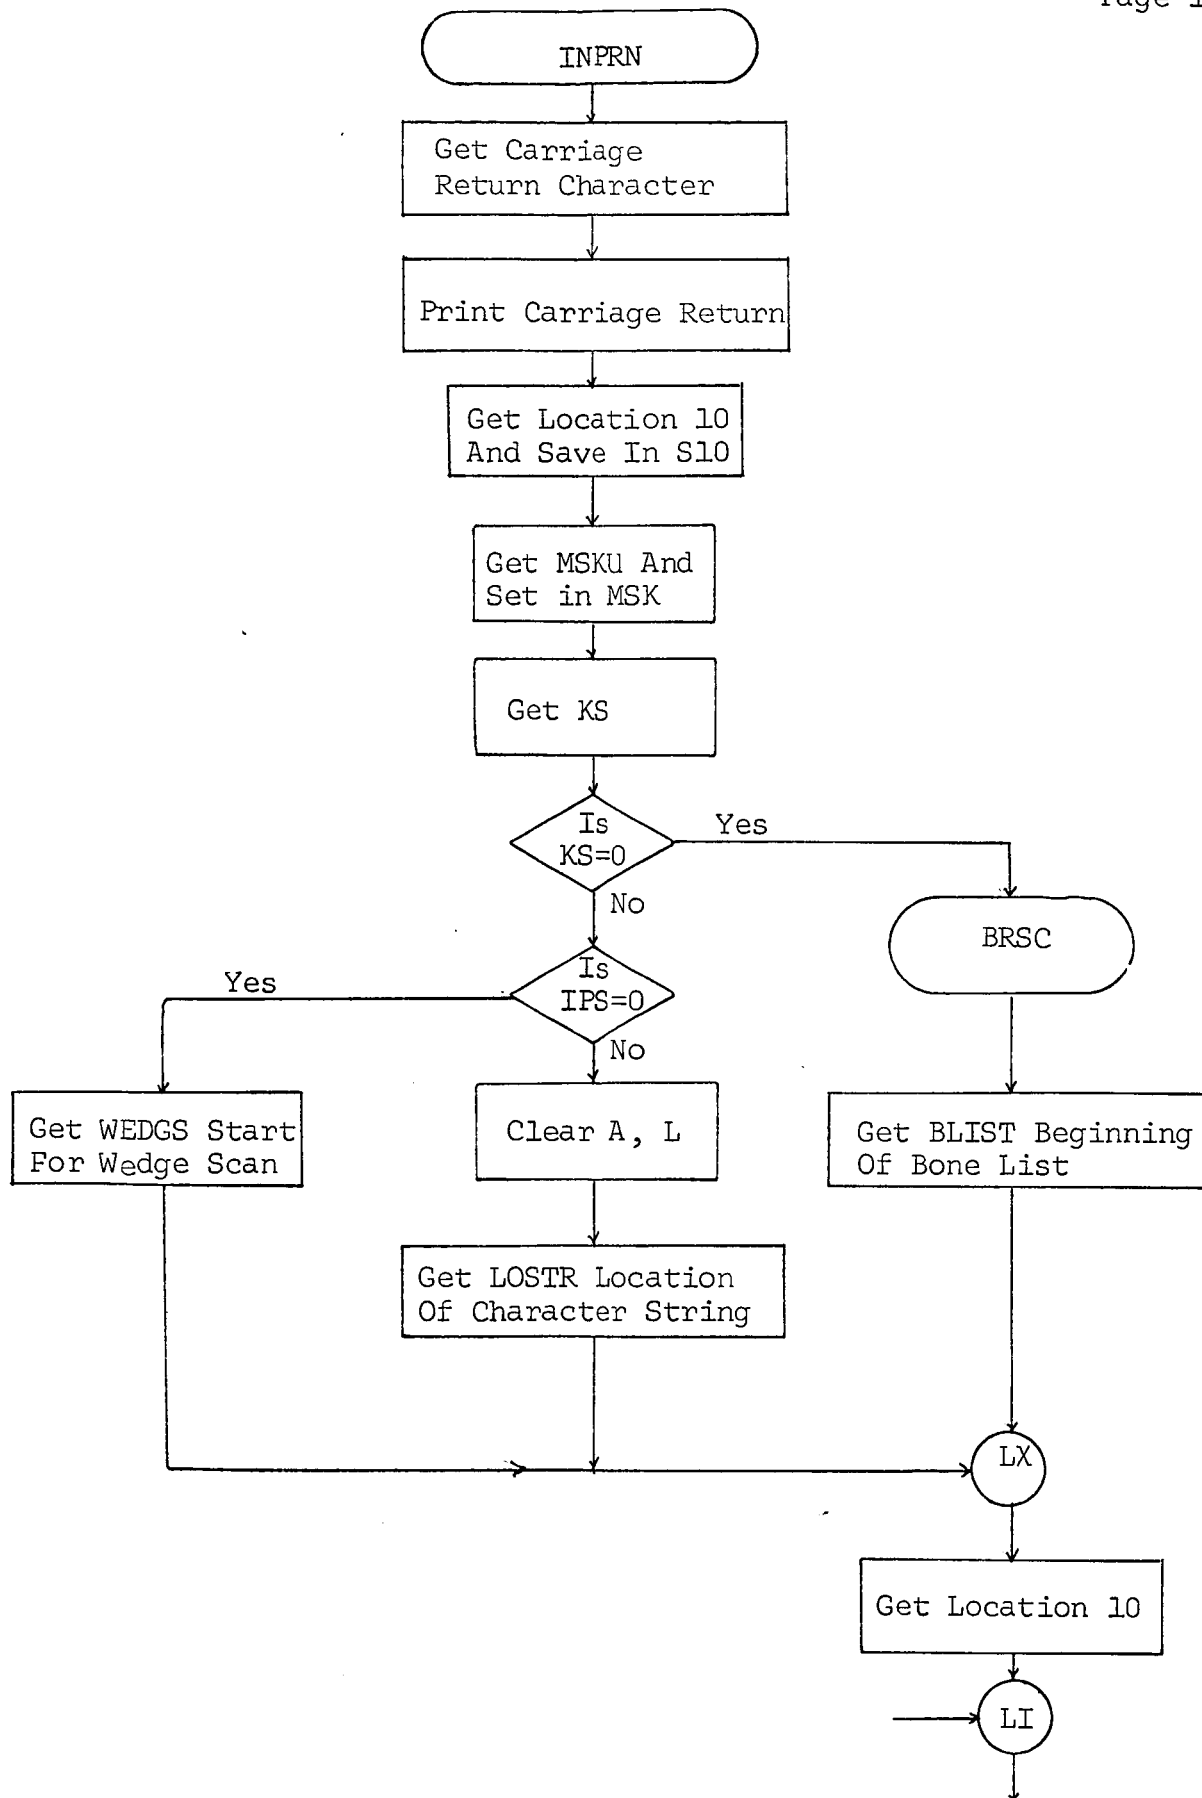 Page 1
INPRN
Get Carriage
Return Character
Print Carriage Return
Get Location 10
And Save In S10
Get MSKU And
Set in MSK
Get KS
Is
KS=0
Yes
No
BRSC
Is
IPS=0
Yes
No
Get WEDGS Start
For Wedge Scan
Clear A, L
Get BLIST Beginning
Of Bone List
Get LOSTR Location
Of Character String
LX
Get Location 10
LI